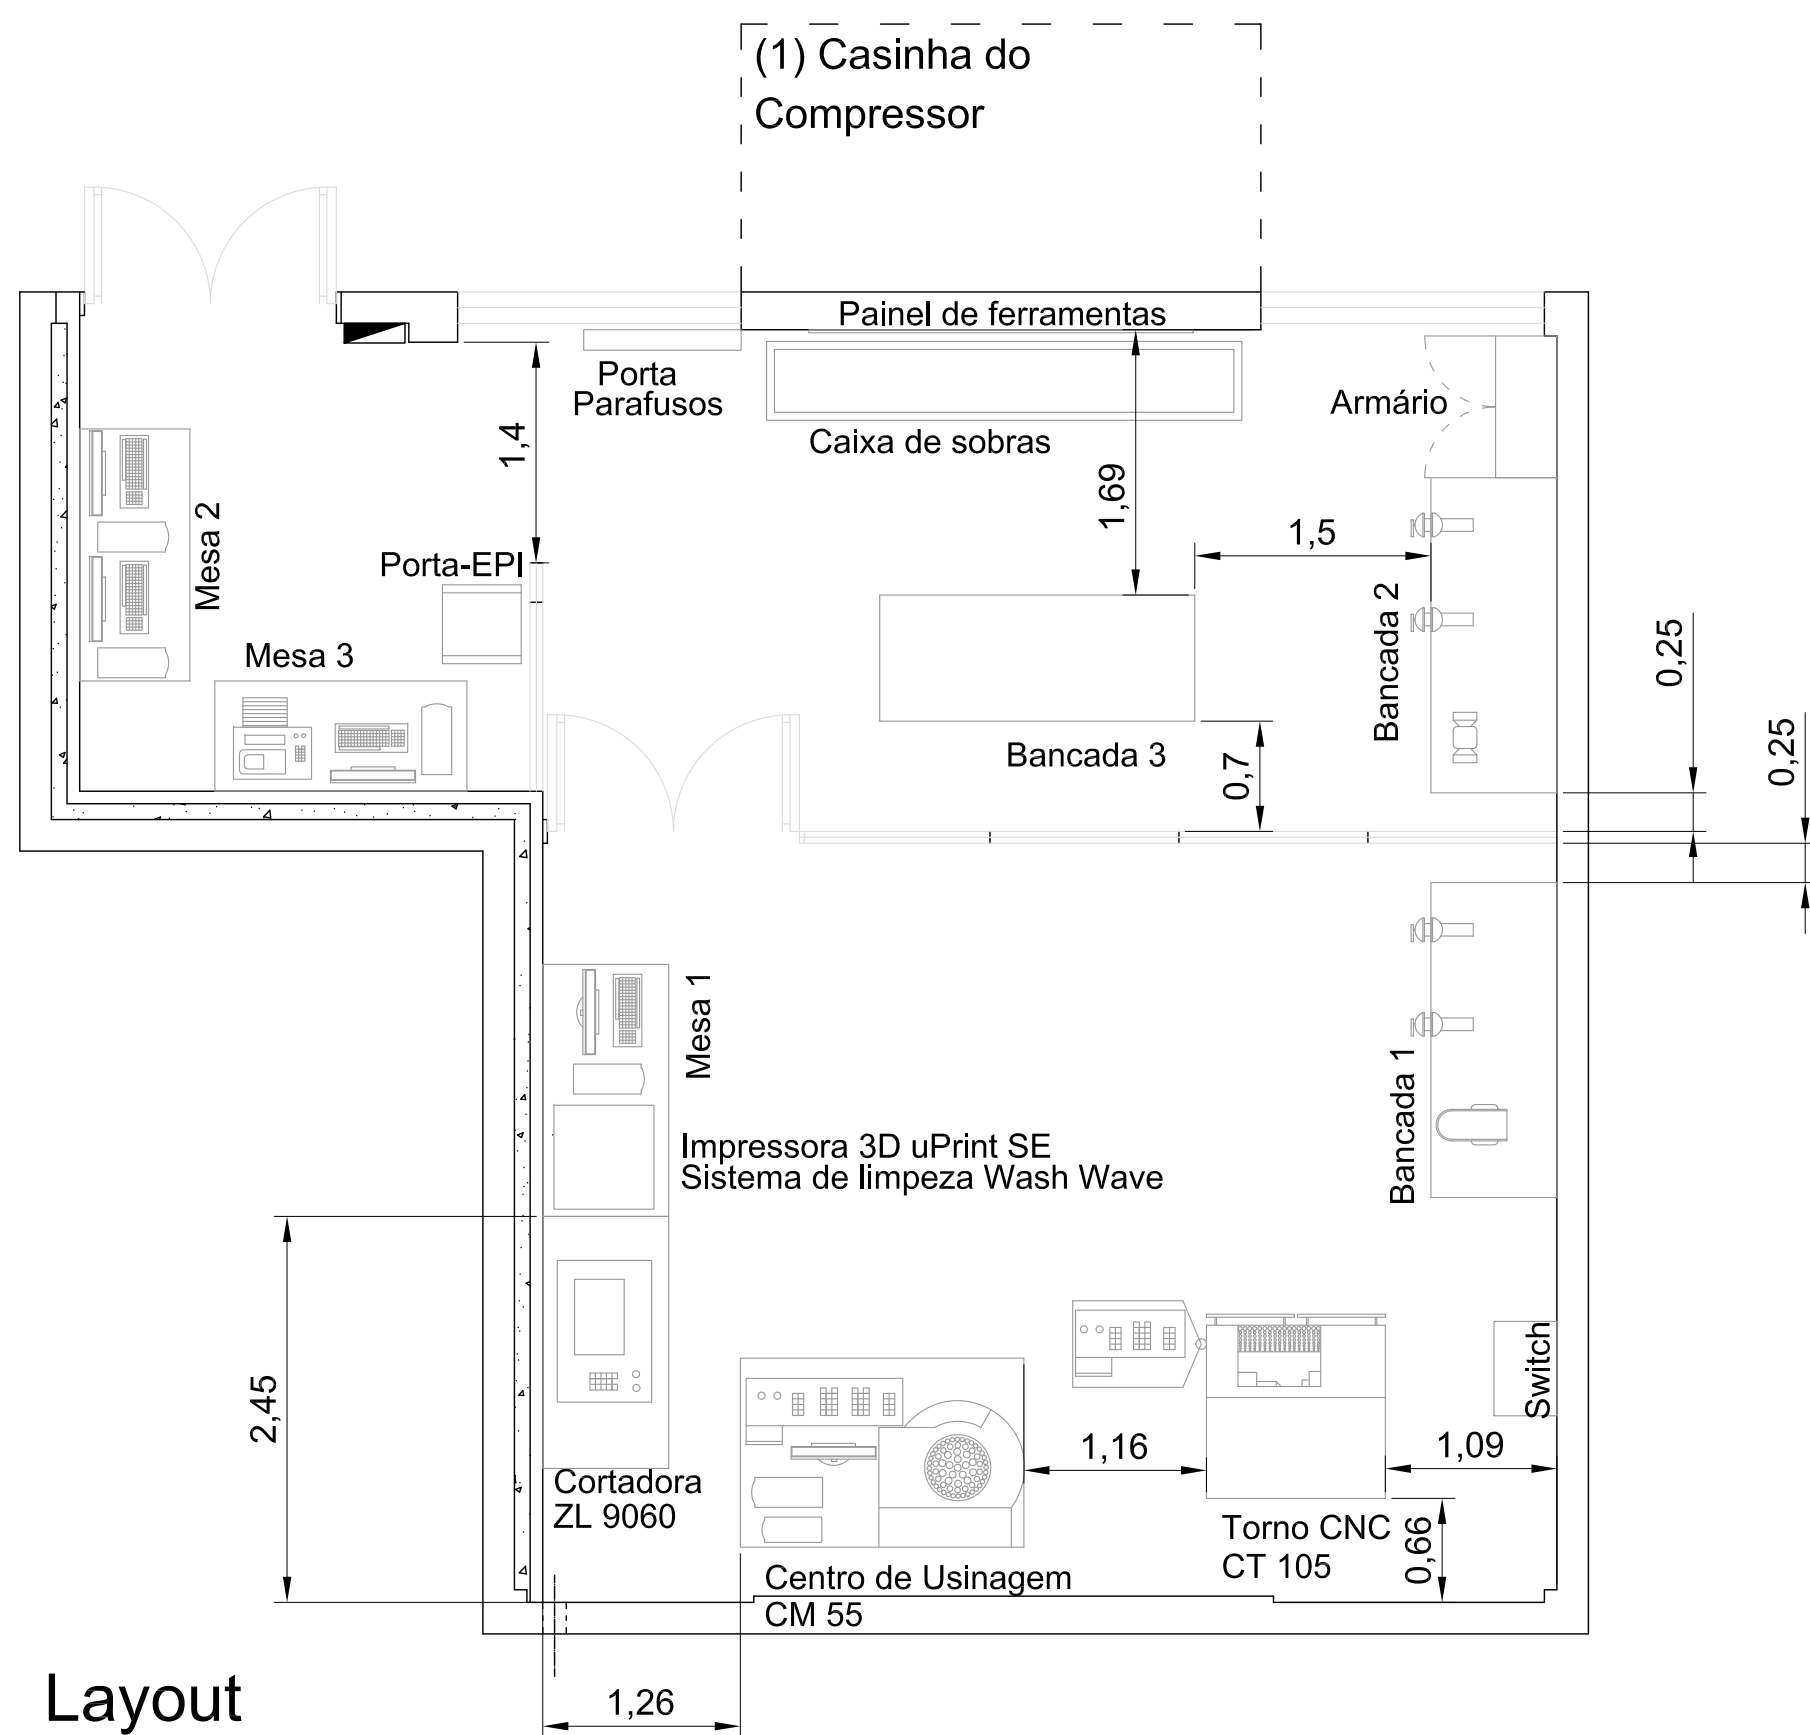 (1) Casinha do
Compressor
Painel de ferramentas
Porta
Parafusos
Caixa de sobras
Armário
1,4
1,69
1,5
Mesa 2
Porta-EPI
Mesa 3
Bancada 2
0,25
0,25
Bancada 3
0,7
Mesa 1
Bancada 1
Impressora 3D uPrint SE
Sistema de limpeza Wash Wave
2,45
Switch
1,16
1,09
Cortadora
ZL 9060
Torno CNC
CT 105
0,66
Centro de Usinagem
CM 55
Layout
1,26